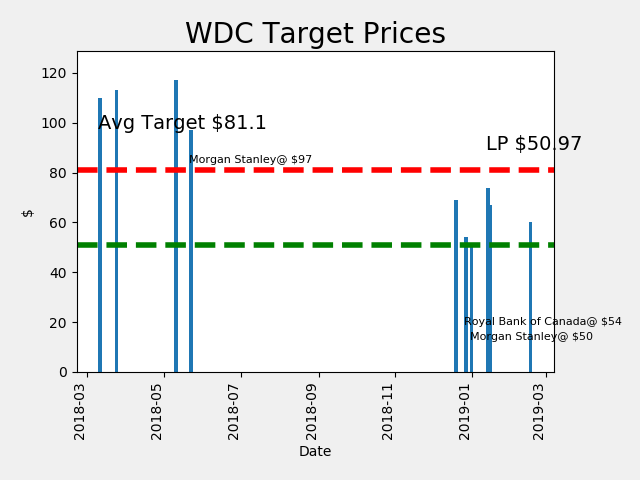 WDC Target Prices
120
100
80
60
40
20
0
$
Avg Target $81.1
LP $50.97
Morgan Stanley@ $97
Royal Bank of Canada@ $54
Morgan Stanley@ $50
2018-03
2018-05
2018-07
2018-09
2018-11
2019-01
2019-03
Date